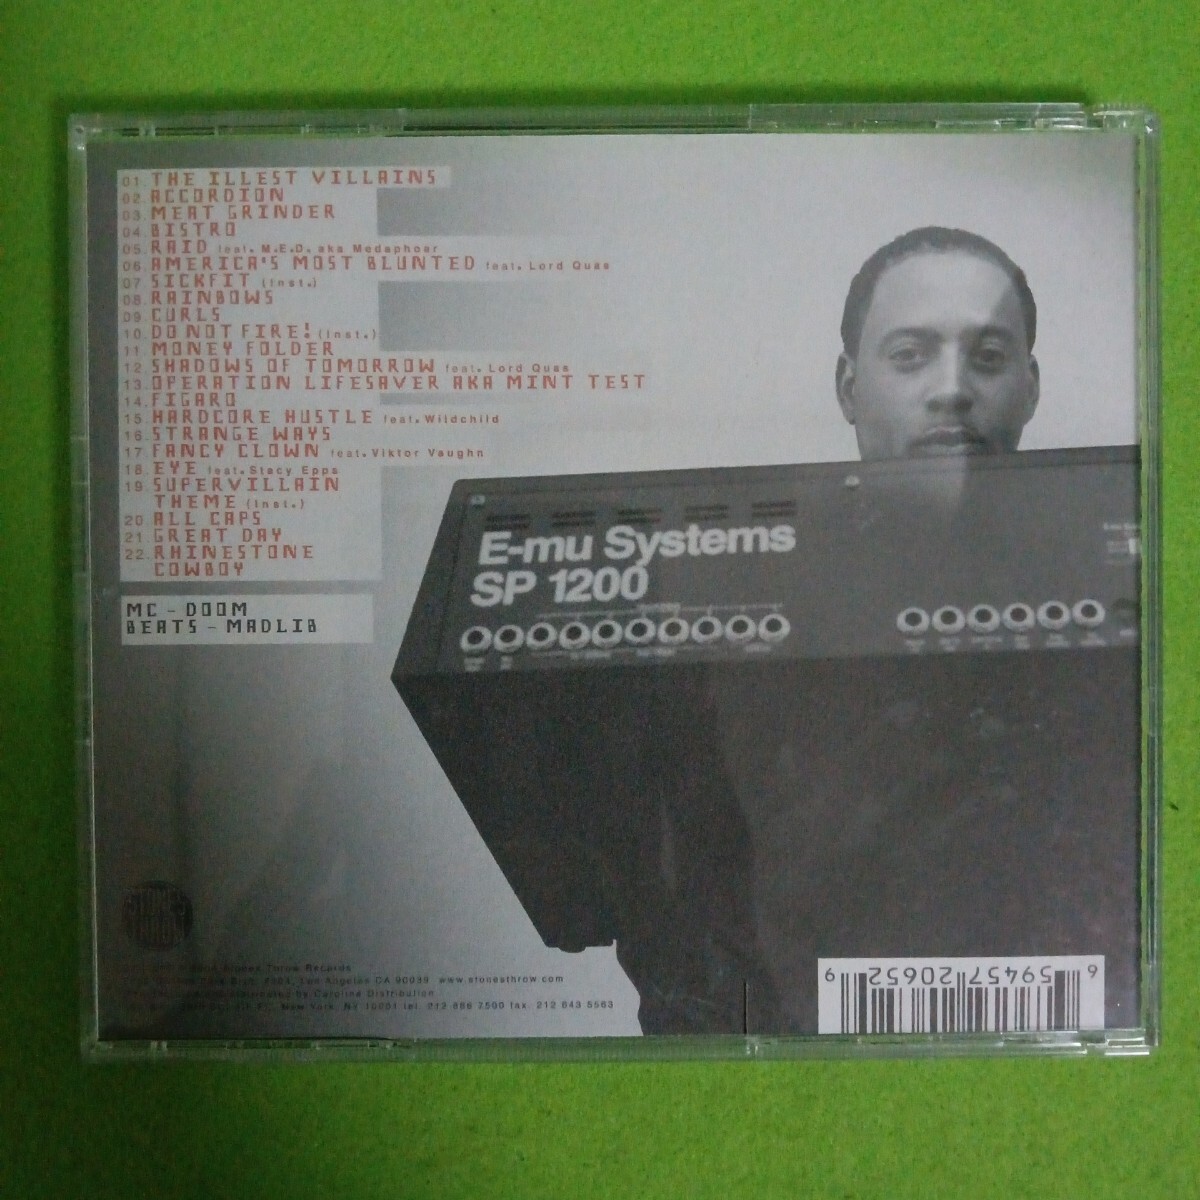 01. THE ILLEST VILLAINS
02. ACCORDION
03. MEAT GRINDER
04. BISTRO
05. RAID feat. M.E.D. aka Medaphoar
06. AMERICA'S MOST BLUNTED feat. Lord Quas
07. SICKFIT (inst.)
08. RAINBOWS
09. CURLS
10. DO NOT FIRE! (inst.)
11. MONEY FOLDER
12. SHADOWS OF TOMORROW feat. Lord Quas
13. OPERATION LIFESAVER AKA MINT TEST
14. FIGARO
15. HARDCORE HUSTLE feat. Wildchild
16. STRANGE WAYS
17. FANCY CLOWN feat. Viktor Vaughn
18. EYE feat. Stacy Epps
19. SUPERVILLAIN
THEME (inst.)
20. ALL CAPS
21. GREAT DAY
22. RHINESTONE
COWBOY
MC - DOOM
BEATS - MADLIB
E-mu Systems
SP 1200
STONES
THROW
Stones Throw Records
Los Angeles CA 90039 www.stonesthrow.com
by Caroline Distribution
New York, NY 10001 tel. 212 886 7500 fax. 212 643 5563
6 59457 20652 9